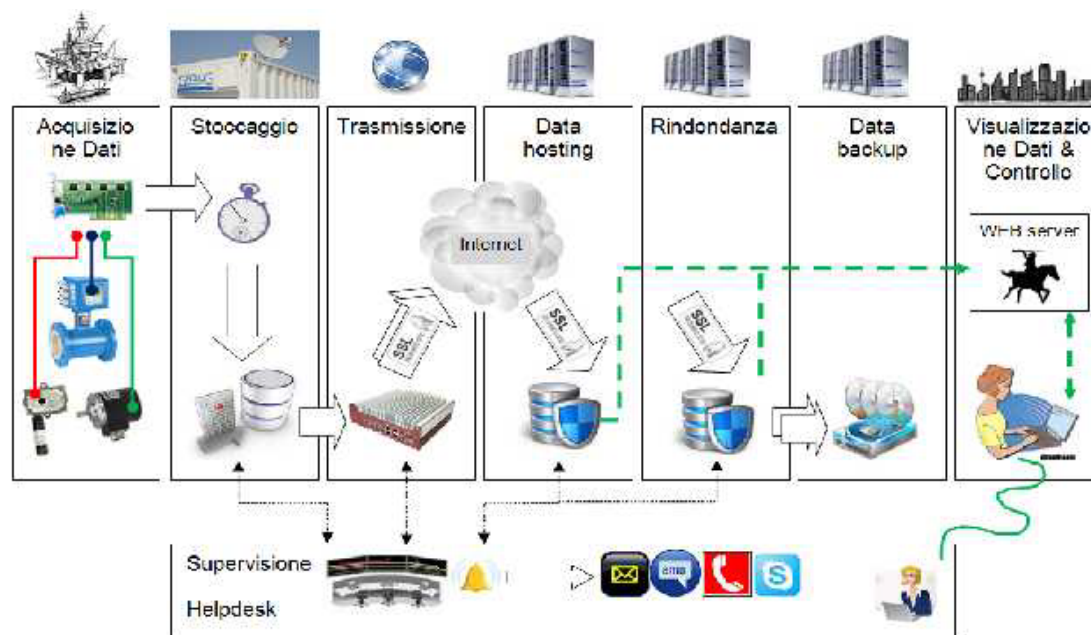 Acquisizio
ne Dati
Stoccaggio
Trasmissione
Data
hosting
Rindondanza
Data
backup
Visualizzazio
ne Dati &
Controllo
WEB server
Internet
SSL
SSL
SSL
sms
Supervisione
Helpdesk